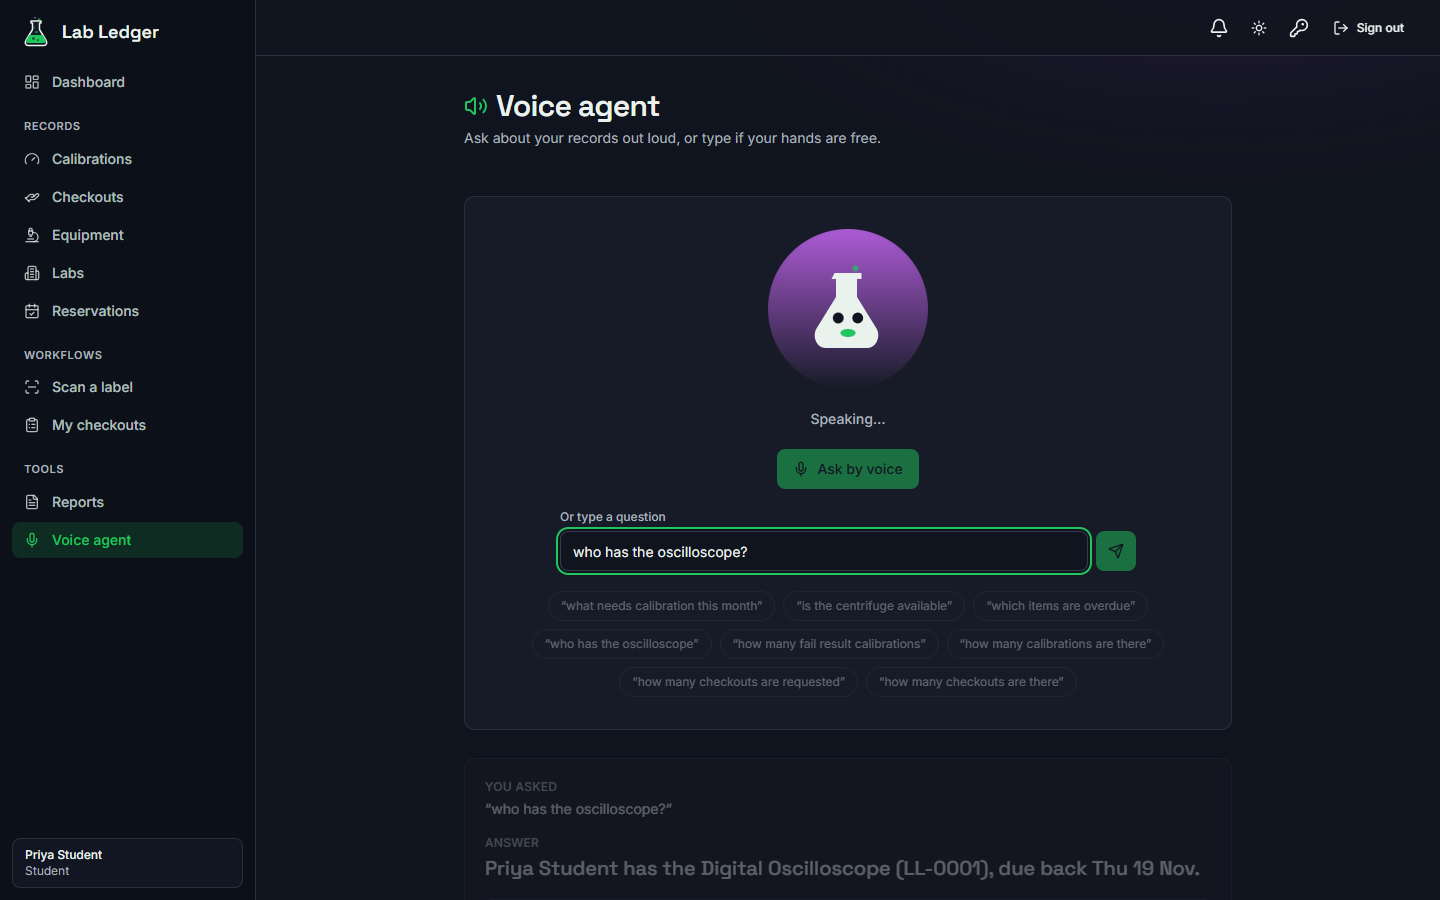 Lab Ledger
Sign out
Dashboard
RECORDS
Calibrations
Checkouts
Equipment
Labs
Reservations
WORKFLOWS
Scan a label
My checkouts
TOOLS
Reports
Voice agent
Priya Student
Student
Voice agent
Ask about your records out loud, or type if your hands are free.
Speaking...
Ask by voice
Or type a question
who has the oscilloscope?
“what needs calibration this month” “is the centrifuge available” “which items are overdue”
“who has the oscilloscope” “how many fail result calibrations” “how many calibrations are there”
“how many checkouts are requested” “how many checkouts are there”
YOU ASKED
“who has the oscilloscope?”
ANSWER
Priya Student has the Digital Oscilloscope (LL-0001), due back Thu 19 Nov.